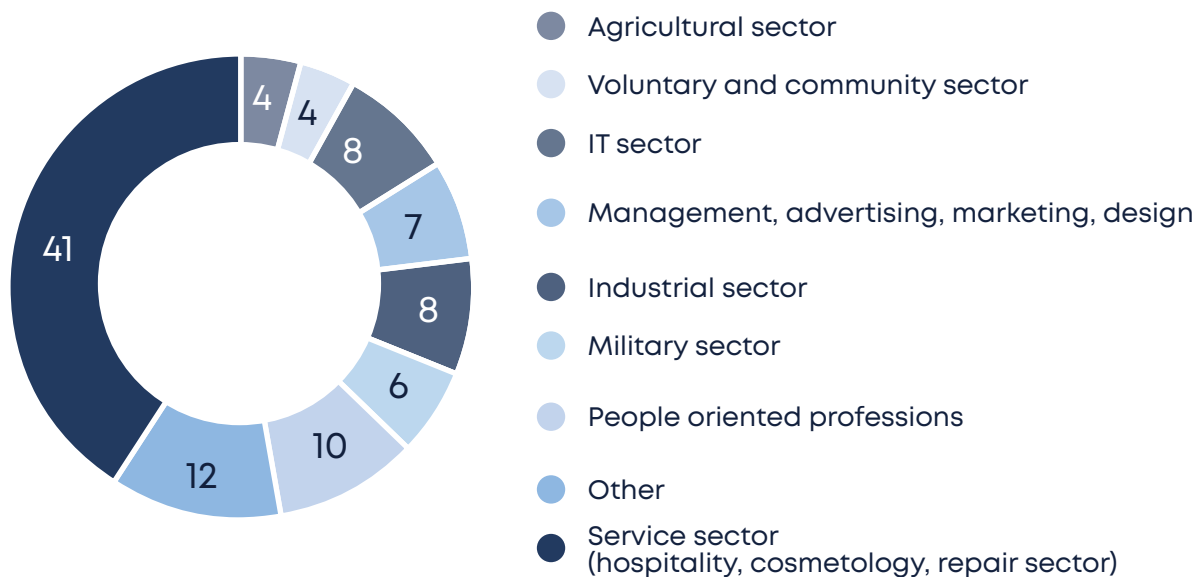 4
4
8
7
8
6
10
12
41
Agricultural sector
Voluntary and community sector
IT sector
Management, advertising, marketing, design
Industrial sector
Military sector
People oriented professions
Other
Service sector
(hospitality, cosmetology, repair sector)